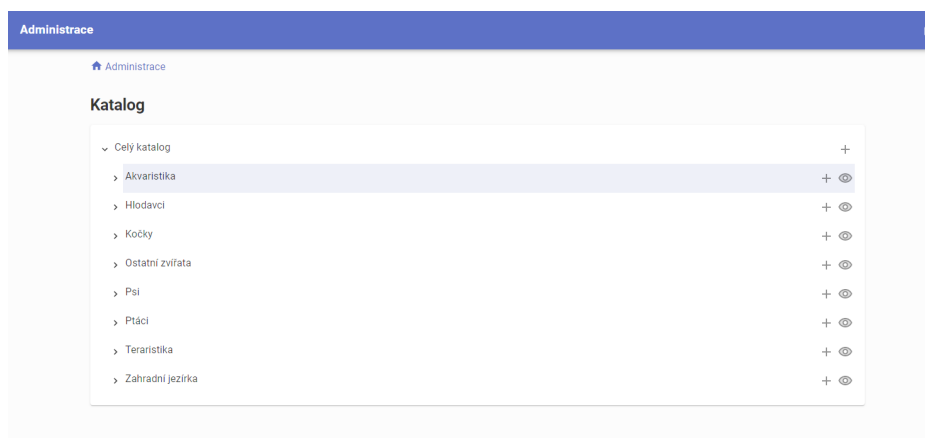 Administrace
Administrace
Katalog
Celý katalog
Akvaristika
Hlodavci
Kočky
Ostatní zvířata
Psi
Ptáci
Teraristika
Zahradní jezírka